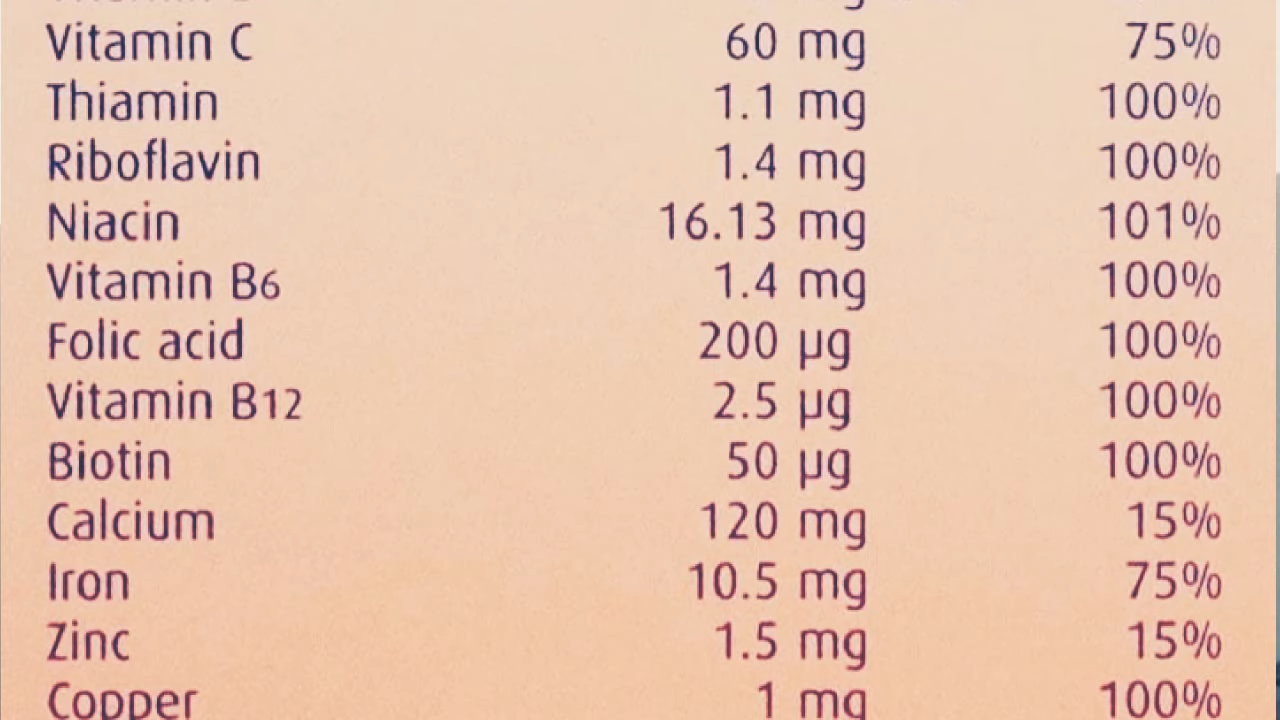 Vitamin C 60 mg 75%
Thiamin 1.1 mg 100%
Riboflavin 1.4 mg 100%
Niacin 16.13 mg 101%
Vitamin B6 1.4 mg 100%
Folic acid 200 µg 100%
Vitamin B12 2.5 µg 100%
Biotin 50 µg 100%
Calcium 120 mg 15%
Iron 10.5 mg 75%
Zinc 1.5 mg 15%
Copper 1 mg 100%